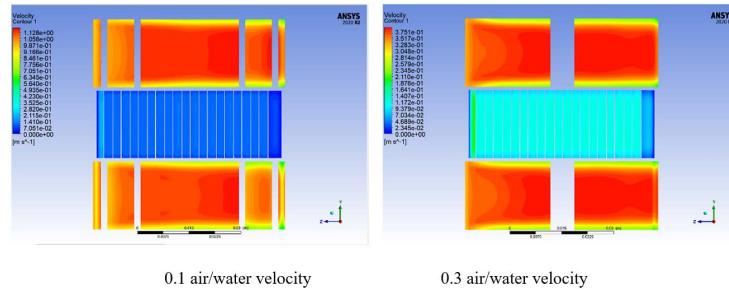 Velocity
Contour 1
1.128e+00
1.058e+00
9.871e-01
9.166e-01
8.461e-01
7.756e-01
7.051e-01
6.345e-01
5.640e-01
4.935e-01
4.230e-01
3.525e-01
2.820e-01
2.115e-01
1.410e-01
7.051e-02
0.000e+00
[m s^-1]
ANSYS
2020 R2
0.1 air/water velocity
Velocity
Contour 1
3.751e-01
3.517e-01
3.283e-01
3.048e-01
2.814e-01
2.579e-01
2.345e-01
2.110e-01
1.876e-01
1.641e-01
1.407e-01
1.172e-01
9.379e-02
7.034e-02
4.689e-02
2.345e-02
0.000e+00
[m s^-1]
ANSYS
0.3 air/water velocity